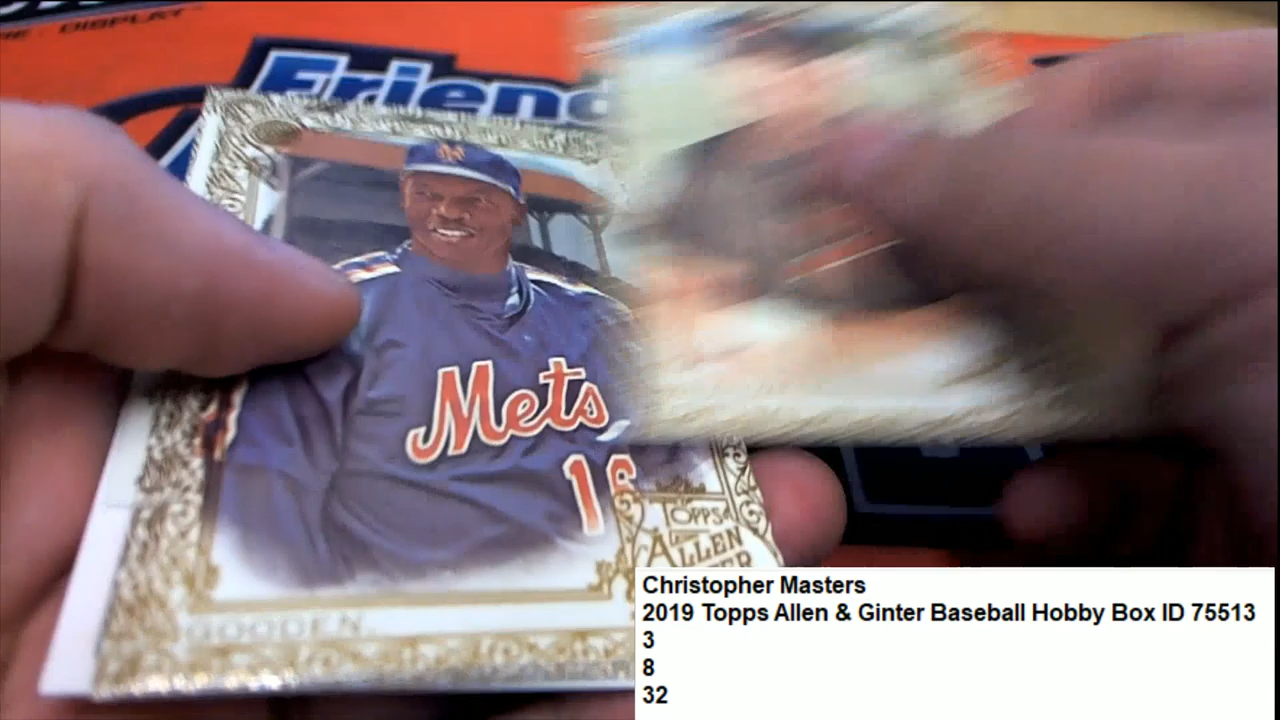 DISPLAY
Friend
Mets
16
TOPPS
ALLEN
GOODEN
Christopher Masters
2019 Topps Allen & Ginter Baseball Hobby Box ID 75513
3
8
32